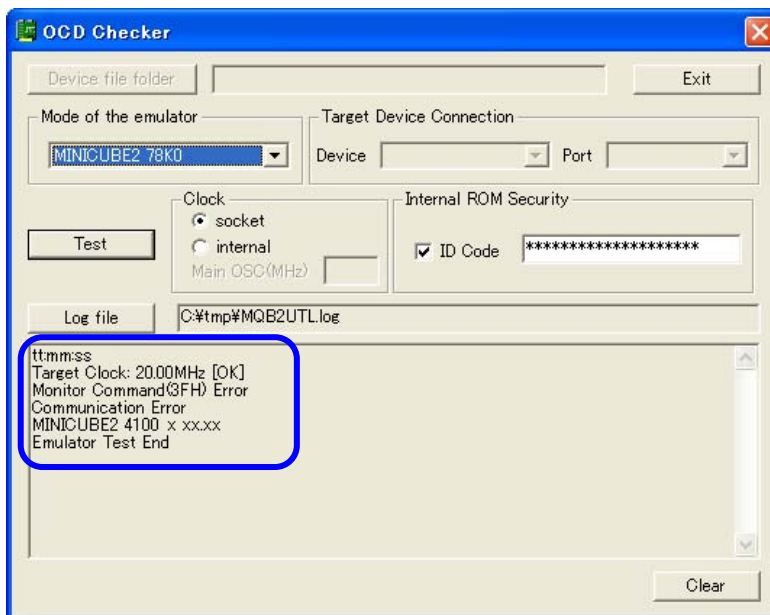 OCD Checker
Device file folder
Exit
Mode of the emulator
MINICUBE2 78K0
Target Device Connection
Device
Port
Test
Clock
socket
internal
Main OSC(MHz)
Internal ROM Security
ID Code
********************
Log file
C:¥tmp¥MQB2UTL.log
tt:mm:ss
Target Clock: 20.00MHz [OK]
Monitor Command(3FH) Error
Communication Error
MINICUBE2 4100 x xx.xx
Emulator Test End
Clear